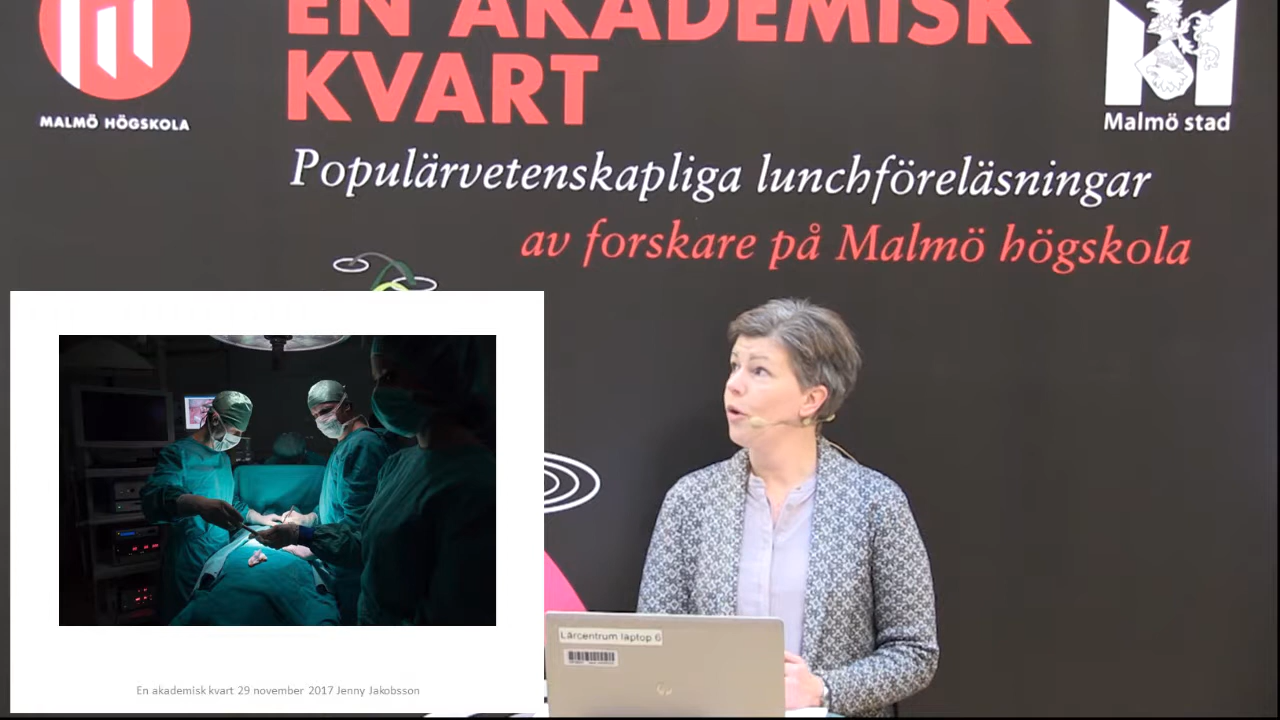 EN AKADEMISK
KVART
MALMÖ HÖGSKOLA
Malmö stad
Populärvetenskapliga lunchföreläsningar
av forskare på Malmö högskola
Lärcentrum laptop 6
hp
En akademisk kvart 29 november 2017 Jenny Jakobsson